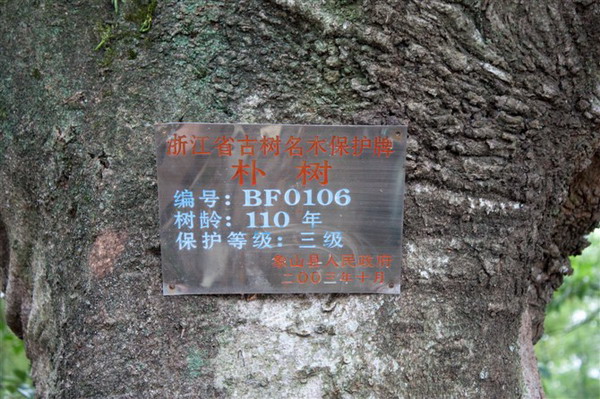 浙江省古树名木保护牌
朴 树
编号：BF0106
树龄：110 年
保护等级：三级
象山县人民政府
二〇〇二年十月